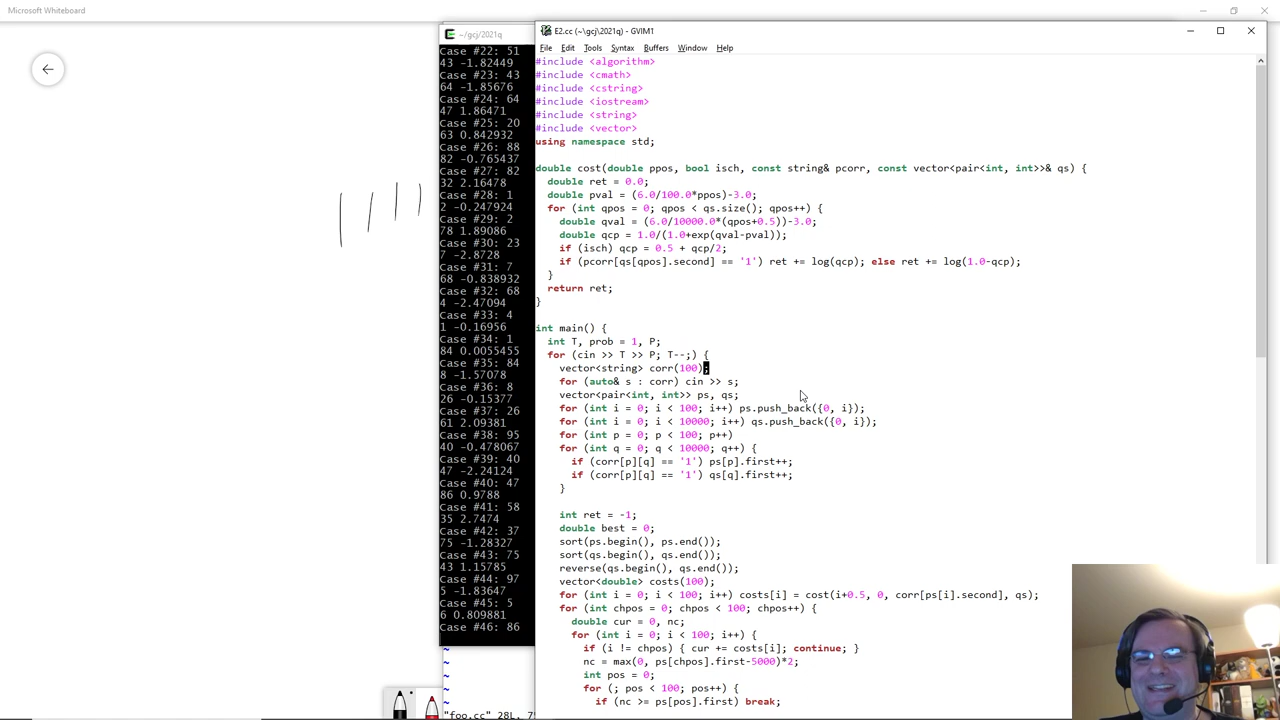 Microsoft Whiteboard
~/gcj/2021q
Case #22: 51
43 -1.82449
Case #23: 43
64 -1.85676
Case #24: 64
47 1.86471
Case #25: 20
63 0.842932
Case #26: 88
82 -0.765437
Case #27: 82
32 2.16478
Case #28: 1
2 -0.247924
Case #29: 2
78 1.89086
Case #30: 23
7 -2.8728
Case #31: 7
68 -0.838932
Case #32: 68
4 -2.47094
Case #33: 4
1 -0.16956
Case #34: 1
84 0.0055455
Case #35: 84
8 -1.57078
Case #36: 8
26 -0.15377
Case #37: 26
61 2.09381
Case #38: 95
40 -0.478067
Case #39: 40
47 -2.24124
Case #40: 47
86 0.9788
Case #41: 58
35 2.7474
Case #42: 37
75 -1.28327
Case #43: 75
43 1.15785
Case #44: 97
5 -1.83647
Case #45: 5
6 0.809881
Case #46: 86
~
~
~
~
~
"foo.cc" 28L, 75
E2.cc (~\gcj\2021q) - GVIM1
File Edit Tools Syntax Buffers Window Help
#include <algorithm>
#include <cmath>
#include <cstring>
#include <iostream>
#include <string>
#include <vector>
using namespace std;
double cost(double ppos, bool isch, const string& pcorr, const vector<pair<int, int>>& qs) {
double ret = 0.0;
double pval = (6.0/100.0*ppos)-3.0;
for (int qpos = 0; qpos < qs.size(); qpos++) {
double qval = (6.0/10000.0*(qpos+0.5))-3.0;
double qcp = 1.0/(1.0+exp(qval-pval));
if (isch) qcp = 0.5 + qcp/2;
if (pcorr[qs[qpos].second] == '1') ret += log(qcp); else ret += log(1.0-qcp);
}
return ret;
}
int main() {
int T, prob = 1, P;
for (cin >> T >> P; T--;) {
vector<string> corr(100);
for (auto& s : corr) cin >> s;
vector<pair<int, int>> ps, qs;
for (int i = 0; i < 100; i++) ps.push_back({0, i});
for (int i = 0; i < 10000; i++) qs.push_back({0, i});
for (int p = 0; p < 100; p++)
for (int q = 0; q < 10000; q++) {
if (corr[p][q] == '1') ps[p].first++;
if (corr[p][q] == '1') qs[q].first++;
}
int ret = -1;
double best = 0;
sort(ps.begin(), ps.end());
sort(qs.begin(), qs.end());
reverse(qs.begin(), qs.end());
vector<double> costs(100);
for (int i = 0; i < 100; i++) costs[i] = cost(i+0.5, 0, corr[ps[i].second], qs);
for (int chpos = 0; chpos < 100; chpos++) {
double cur = 0, nc;
for (int i = 0; i < 100; i++) {
if (i != chpos) { cur += costs[i]; continue; }
nc = max(0, ps[chpos].first-5000)*2;
int pos = 0;
for (; pos < 100; pos++) {
if (nc >= ps[pos].first) break;